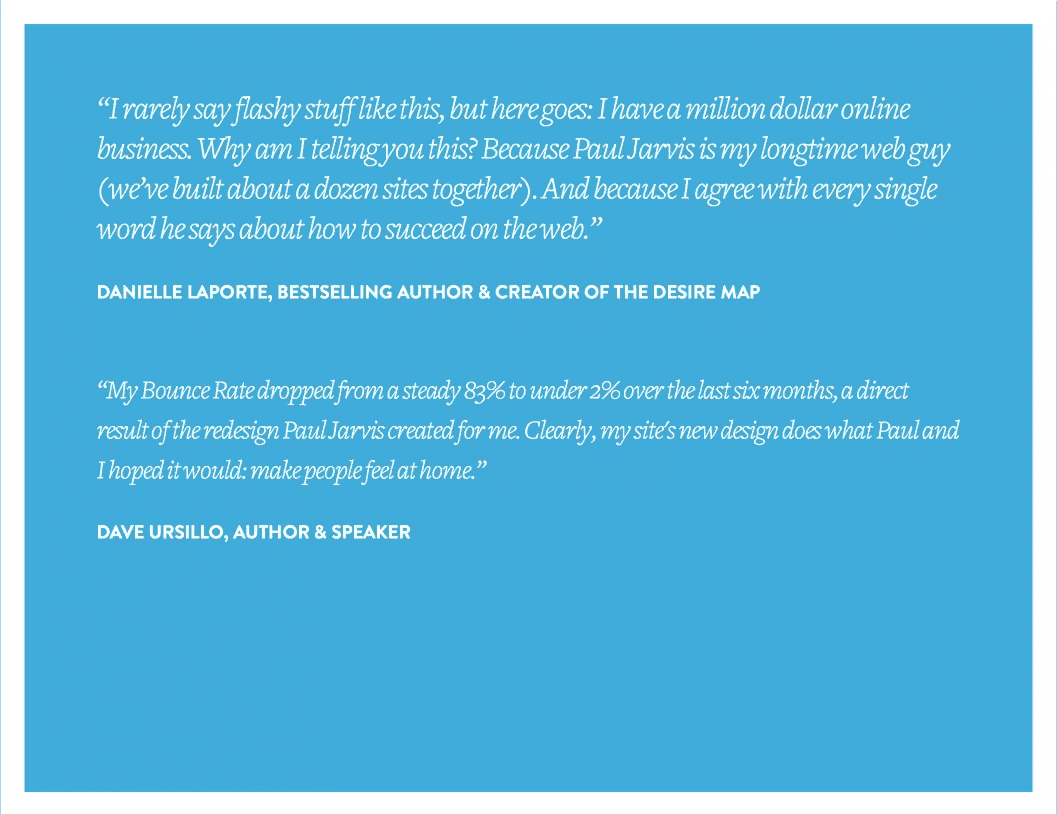 “I rarely say flashy stuff like this, but here goes: I have a million dollar online
business. Why am I telling you this? Because Paul Jarvis is my longtime web guy
(we’ve built about a dozen sites together). And because I agree with every single
word he says about how to succeed on the web.”
DANIELLE LAPORTE, BESTSELLING AUTHOR & CREATOR OF THE DESIRE MAP
“My Bounce Rate dropped from a steady 83% to under 2% over the last six months, a direct
result of the redesign Paul Jarvis created for me. Clearly, my site's new design does what Paul and
I hoped it would: make people feel at home.”
DAVE URSILLO, AUTHOR & SPEAKER